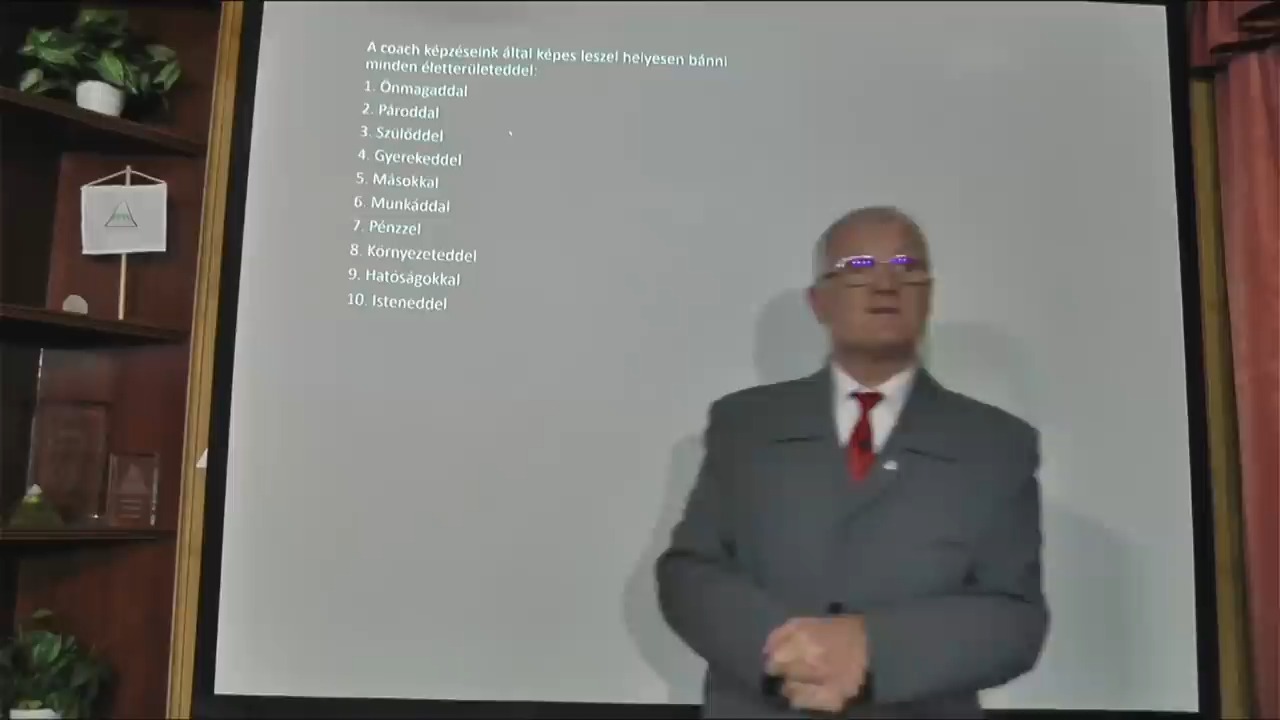 A coach képzéseink által képes leszel helyesen bánni
minden életterületeddel:
1. Önmagaddal
2. Pároddal
3. Szülőddel
4. Gyerekeddel
5. Másokkal
6. Munkáddal
7. Pénzzel
8. Környezeteddel
9. Hatóságokkal
10. Isteneddel